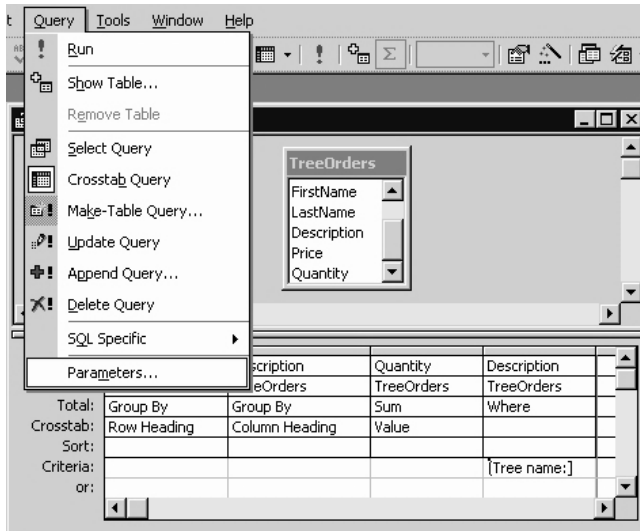 t Query Tools Window Help
Run
Show Table...
Remove Table
Select Query
Crosstab Query
Make-Table Query...
Update Query
Append Query...
Delete Query
SQL Specific
Parameters...
TreeOrders
FirstName
LastName
Description
Price
Quantity
scription Quantity Description
eOrders TreeOrders TreeOrders
Total: Group By Group By Sum Where
Crosstab: Row Heading Column Heading Value
Sort:
Criteria: [Tree name:]
or: